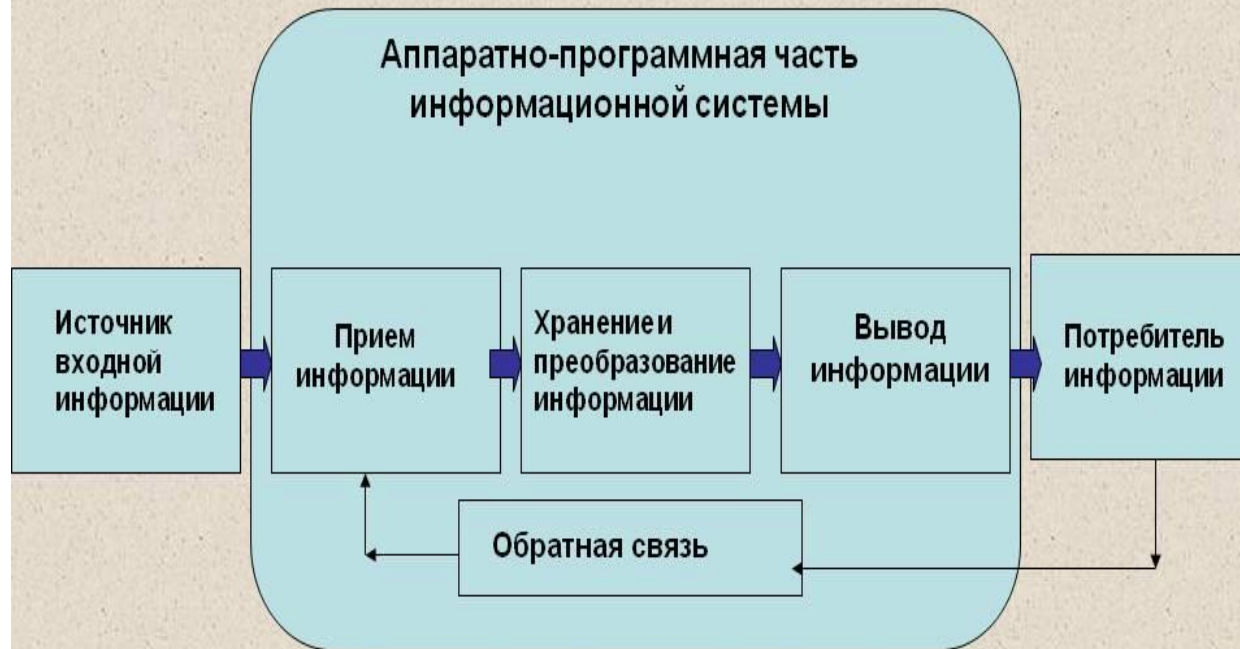 Аппаратно-программная часть
информационной системы
Источник
входной
информации
Прием
информации
Хранение и
преобразование
информации
Вывод
информации
Потребитель
информации
Обратная связь